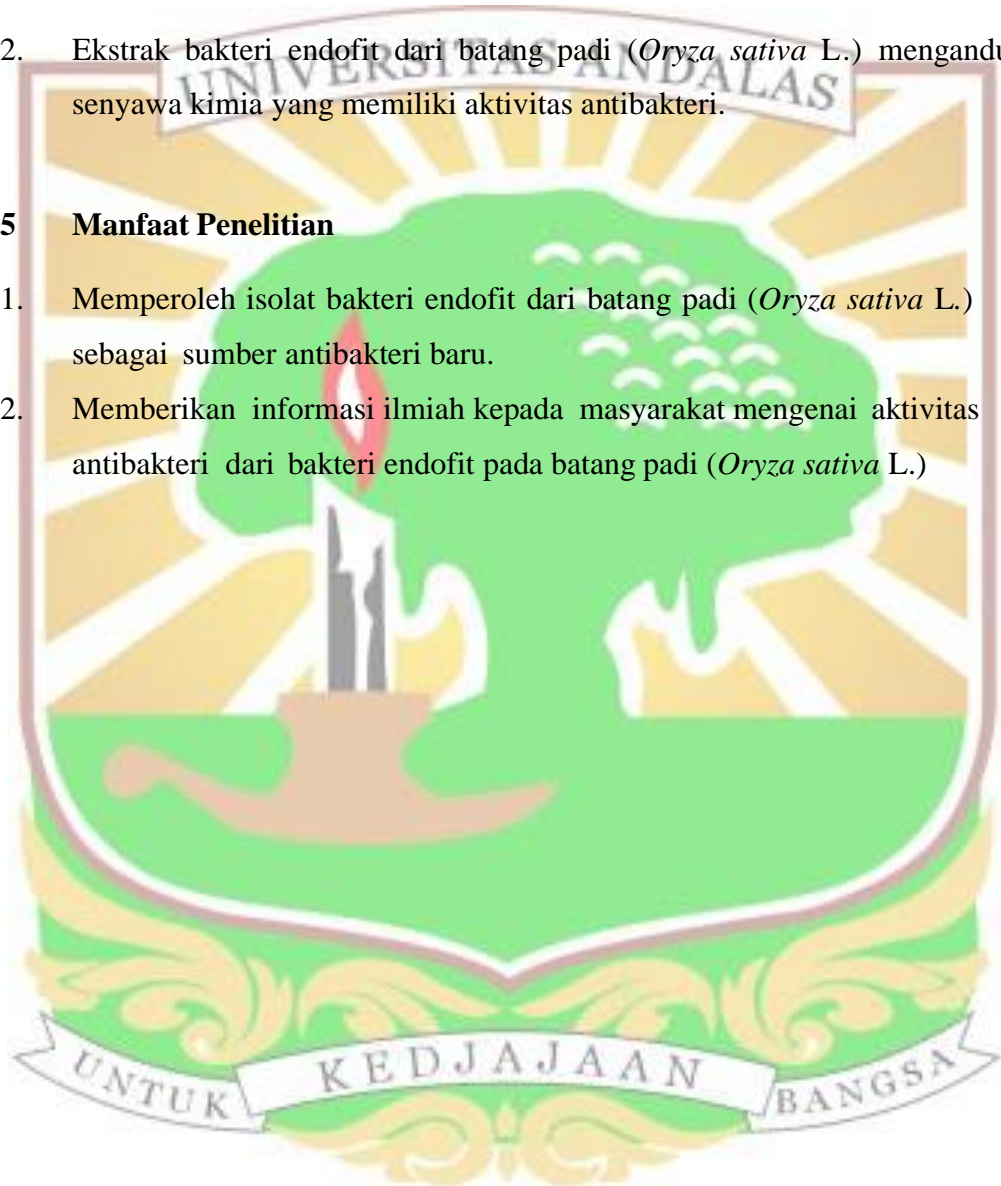 2. Ekstrak bakteri endofit dari batang padi (Oryza sativa L.) mengandu
UNIVERSITAS ANDALAS
senyawa kimia yang memiliki aktivitas antibakteri.
5 Manfaat Penelitian
1. Memperoleh isolat bakteri endofit dari batang padi (Oryza sativa L.)
sebagai sumber antibakteri baru.
2. Memberikan informasi ilmiah kepada masyarakat mengenai aktivitas
antibakteri dari bakteri endofit pada batang padi (Oryza sativa L.)
UNTUK KEDJAJAAN BANGSA